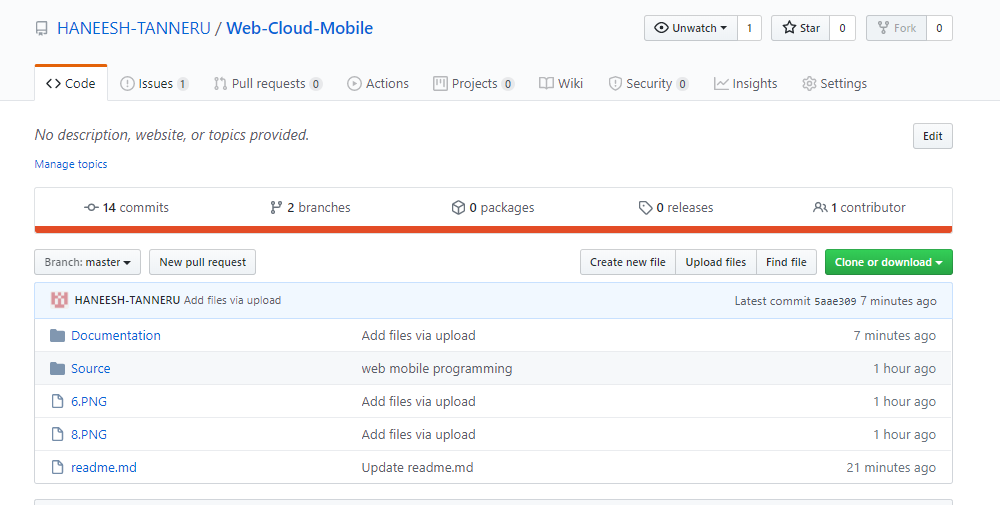 HANEESH-TANNERU / Web-Cloud-Mobile Unwatch 1 Star 0 Fork 0
Code Issues 1 Pull requests 0 Actions Projects 0 Wiki Security 0 Insights Settings
No description, website, or topics provided. Edit
Manage topics
14 commits 2 branches 0 packages 0 releases 1 contributor
Branch: master New pull request Create new file Upload files Find file Clone or download
HANEESH-TANNERU Add files via upload Latest commit 5aae309 7 minutes ago
Documentation Add files via upload 7 minutes ago
Source web mobile programming 1 hour ago
6.PNG Add files via upload 1 hour ago
8.PNG Add files via upload 1 hour ago
readme.md Update readme.md 21 minutes ago